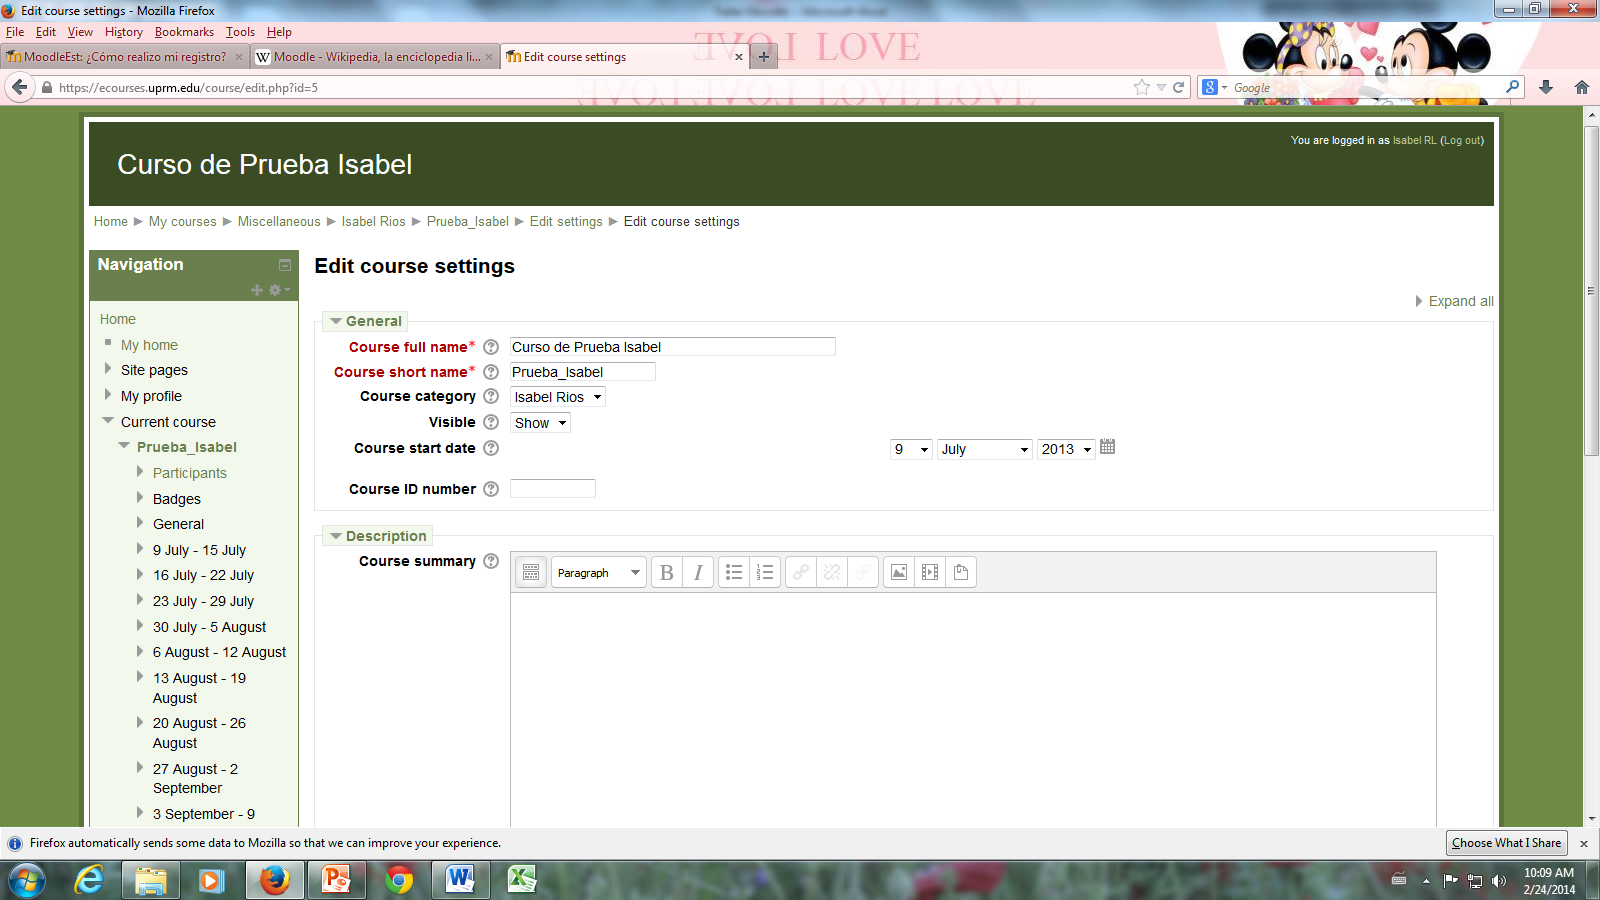 Edit course settings - Mozilla Firefox
File Edit View History Bookmarks Tools Help
MoodleEst: ¿Cómo realizo mi registro?
Moodle - Wikipedia, la enciclopedia li...
Edit course settings
I LOVE
https://ecourses.uprm.edu/course/edit.php?id=5
Google
You are logged in as Isabel RL (Log out)
Curso de Prueba Isabel
Home My courses Miscellaneous Isabel Rios Prueba_Isabel Edit settings Edit course settings
Navigation
Home
My home
Site pages
My profile
Current course
Prueba_Isabel
Participants
Badges
General
9 July - 15 July
16 July - 22 July
23 July - 29 July
30 July - 5 August
6 August - 12 August
13 August - 19
August
20 August - 26
August
27 August - 2
September
3 September - 9
Edit course settings
Expand all
General
Course full name* Curso de Prueba Isabel
Course short name* Prueba_Isabel
Course category Isabel Rios
Visible Show
Course start date 9 July 2013
Course ID number
Description
Course summary
Paragraph B I
Firefox automatically sends some data to Mozilla so that we can improve your experience.
Choose What I Share
10:09 AM
2/24/2014